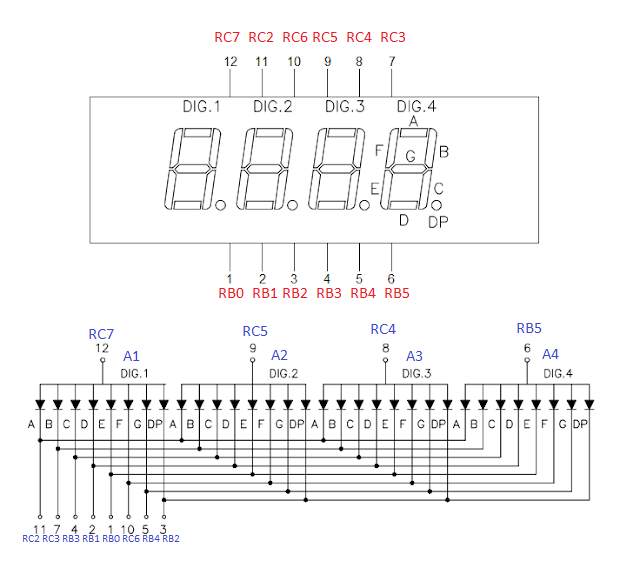 RC7 RC2 RC6 RC5 RC4 RC3
12 11 10 9 8 7
DIG.1 DIG.2 DIG.3 DIG.4
A
F G B
E C
D DP
1 2 3 4 5 6
RB0 RB1 RB2 RB3 RB4 RB5
RC7 RC5 RC4 RB5
12 A1 9 A2 8 A3 6 A4
DIG.1 DIG.2 DIG.3 DIG.4
A B C D E F G DP A B C D E F G DP A B C D E F G DP A B C D E F G DP
11 7 4 2 1 10 5 3
RC2 RC3 RB3 RB1 RB0 RC6 RB4 RB2